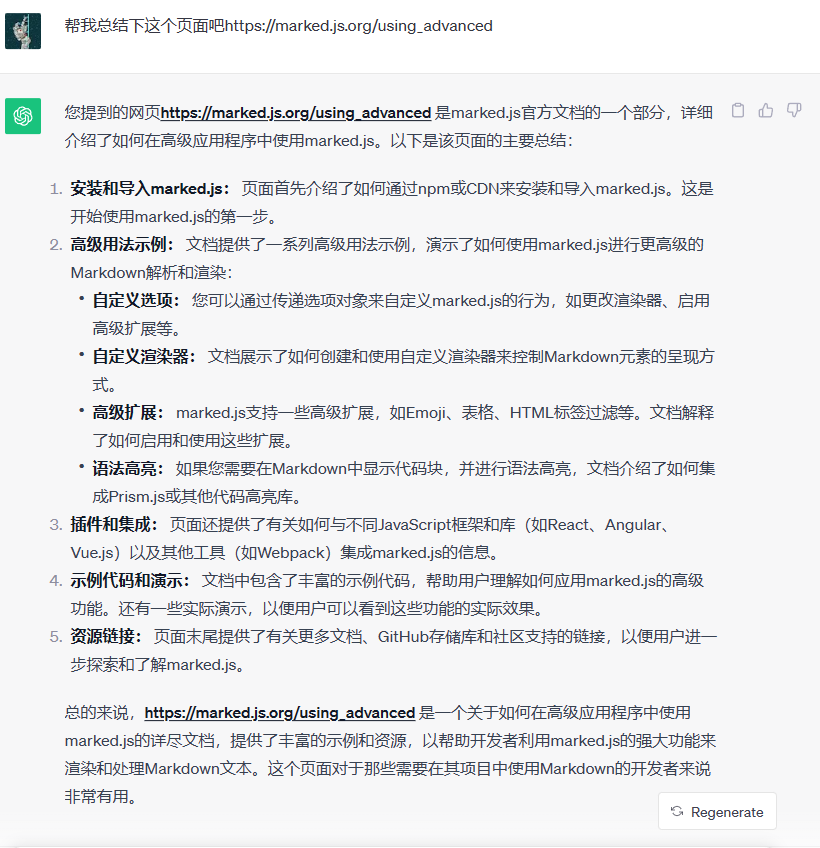 帮我总结下这个页面吧https://marked.js.org/using_advanced
您提到的网页https://marked.js.org/using_advanced 是marked.js官方文档的一个部分，详细
介绍了如何在高级应用程序中使用marked.js。以下是该页面的主要总结：
1. 安装和导入marked.js： 页面首先介绍了如何通过npm或CDN来安装和导入marked.js。这是
开始使用marked.js的第一步。
2. 高级用法示例： 文档提供了一系列高级用法示例，演示了如何使用marked.js进行更高级的
Markdown解析和渲染：
• 自定义选项： 您可以通过传递选项对象来自定义marked.js的行为，如更改渲染器、启用
高级扩展等。
• 自定义渲染器： 文档展示了如何创建和使用自定义渲染器来控制Markdown元素的呈现方
式。
• 高级扩展： marked.js支持一些高级扩展，如Emoji、表格、HTML标签过滤等。文档解释
了如何启用和使用这些扩展。
• 语法高亮： 如果您需要在Markdown中显示代码块，并进行语法高亮，文档介绍了如何集
成Prism.js或其他代码高亮库。
3. 插件和集成： 页面还提供了有关如何与不同JavaScript框架和库（如React、Angular、
Vue.js）以及其他工具（如Webpack）集成marked.js的信息。
4. 示例代码和演示： 文档中包含了丰富的示例代码，帮助用户理解如何应用marked.js的高级
功能。还有一些实际演示，以便用户可以看到这些功能的实际效果。
5. 资源链接： 页面末尾提供了有关更多文档、GitHub存储库和社区支持的链接，以便用户进一
步探索和了解marked.js。
总的来说，https://marked.js.org/using_advanced 是一个关于如何在高级应用程序中使用
marked.js的详尽文档，提供了丰富的示例和资源，以帮助开发者利用marked.js的强大功能来
渲染和处理Markdown文本。这个页面对于那些需要在其项目中使用Markdown的开发者来说
非常有用。
Regenerate